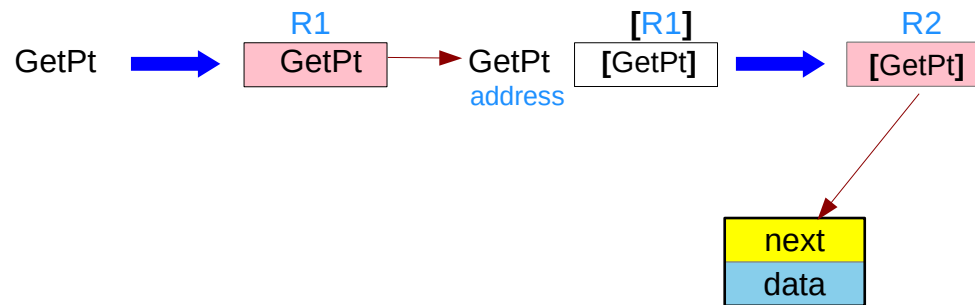 R1 [R1] R2
GetPt GetPt GetPt [GetPt] [GetPt]
address
next
data